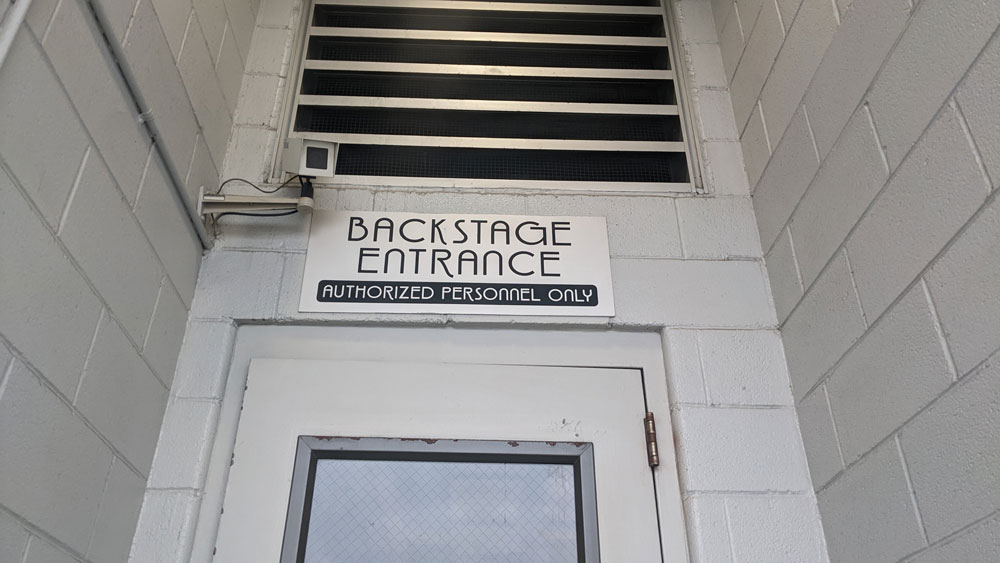 BACKSTAGE
ENTRANCE
AUTHORIZED PERSONNEL ONLY